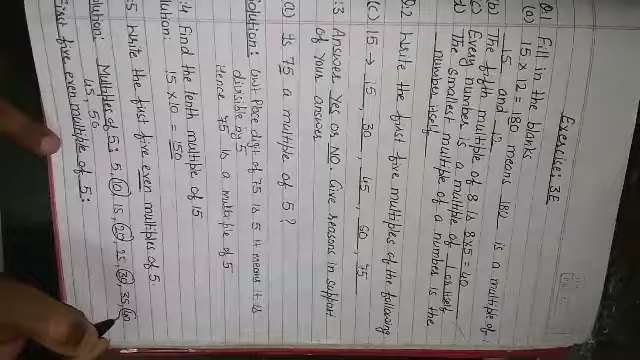 Exercise: 3E
Q.1 Fill in the blanks
(a) 15 x 12 = 180 means 180 is a multiple of
15 and 12
(b) The fifth multiple of 8 is 8x5 = 40
(c) Every number is a multiple of
(d) The smallest multiple of a number is the
number itself
Q.2 Write the first five multiples of the following
(c) 15 → 15, 30, 45, 60, 75
:3 Answer Yes or No. Give reasons in support
of your answer
(a) Is 75 a multiple of 5?
olution: Unit Place digit of 75 is 5 it means it is
divisible by 5
Hence 75 is a multiple of 5
:4 Find the tenth multiple of 15
olution: 15 x 10 = 150
:5 Write the first five even multiples of 5.
olution: Multiple of 5: 5, 10, 15, 20, 25, 30, 35, 40
45, 50
First five even multiple of 5: